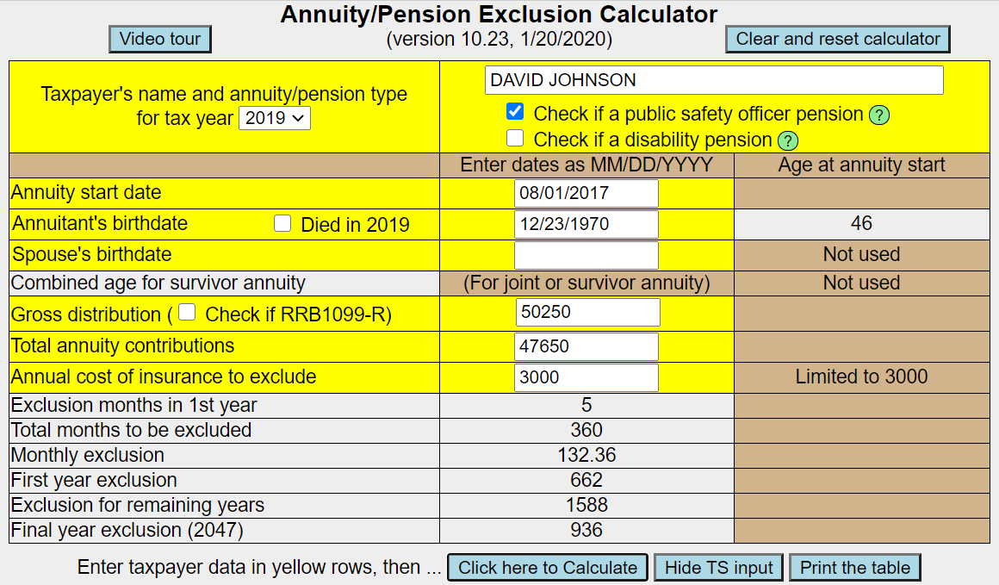 Annuity/Pension Exclusion Calculator
Video tour
(version 10.23, 1/20/2020)
Clear and reset calculator
Taxpayer's name and annuity/pension type
for tax year 2019
DAVID JOHNSON
Check if a public safety officer pension ?
Check if a disability pension ?
Enter dates as MM/DD/YYYY Age at annuity start
Annuity start date 08/01/2017
Annuitant's birthdate Died in 2019 12/23/1970 46
Spouse's birthdate Not used
Combined age for survivor annuity (For joint or survivor annuity) Not used
Gross distribution ( Check if RRB1099-R) 50250
Total annuity contributions 47650
Annual cost of insurance to exclude 3000 Limited to 3000
Exclusion months in 1st year 5
Total months to be excluded 360
Monthly exclusion 132.36
First year exclusion 662
Exclusion for remaining years 1588
Final year exclusion (2047) 936
Enter taxpayer data in yellow rows, then ... Click here to Calculate Hide TS input Print the table